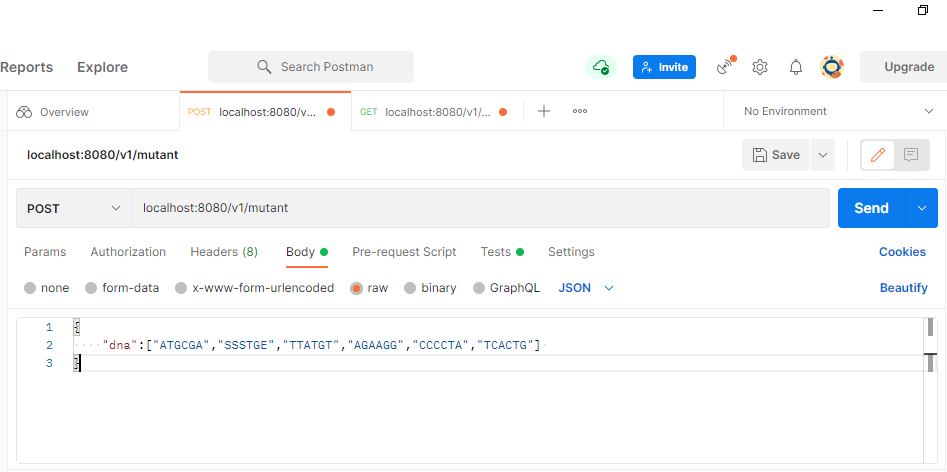 Reports Explore Search Postman Invite Upgrade
Overview POST localhost:8080/v... GET localhost:8080/v1/... No Environment
localhost:8080/v1/mutant Save
POST localhost:8080/v1/mutant Send
Params Authorization Headers (8) Body Pre-request Script Tests Settings Cookies
none form-data x-www-form-urlencoded raw binary GraphQL JSON Beautify
1 {
2 "dna":["ATGCGA","SSSTGE","TTATGT","AGAAGG","CCCCTA","TCACTG"]
3 }